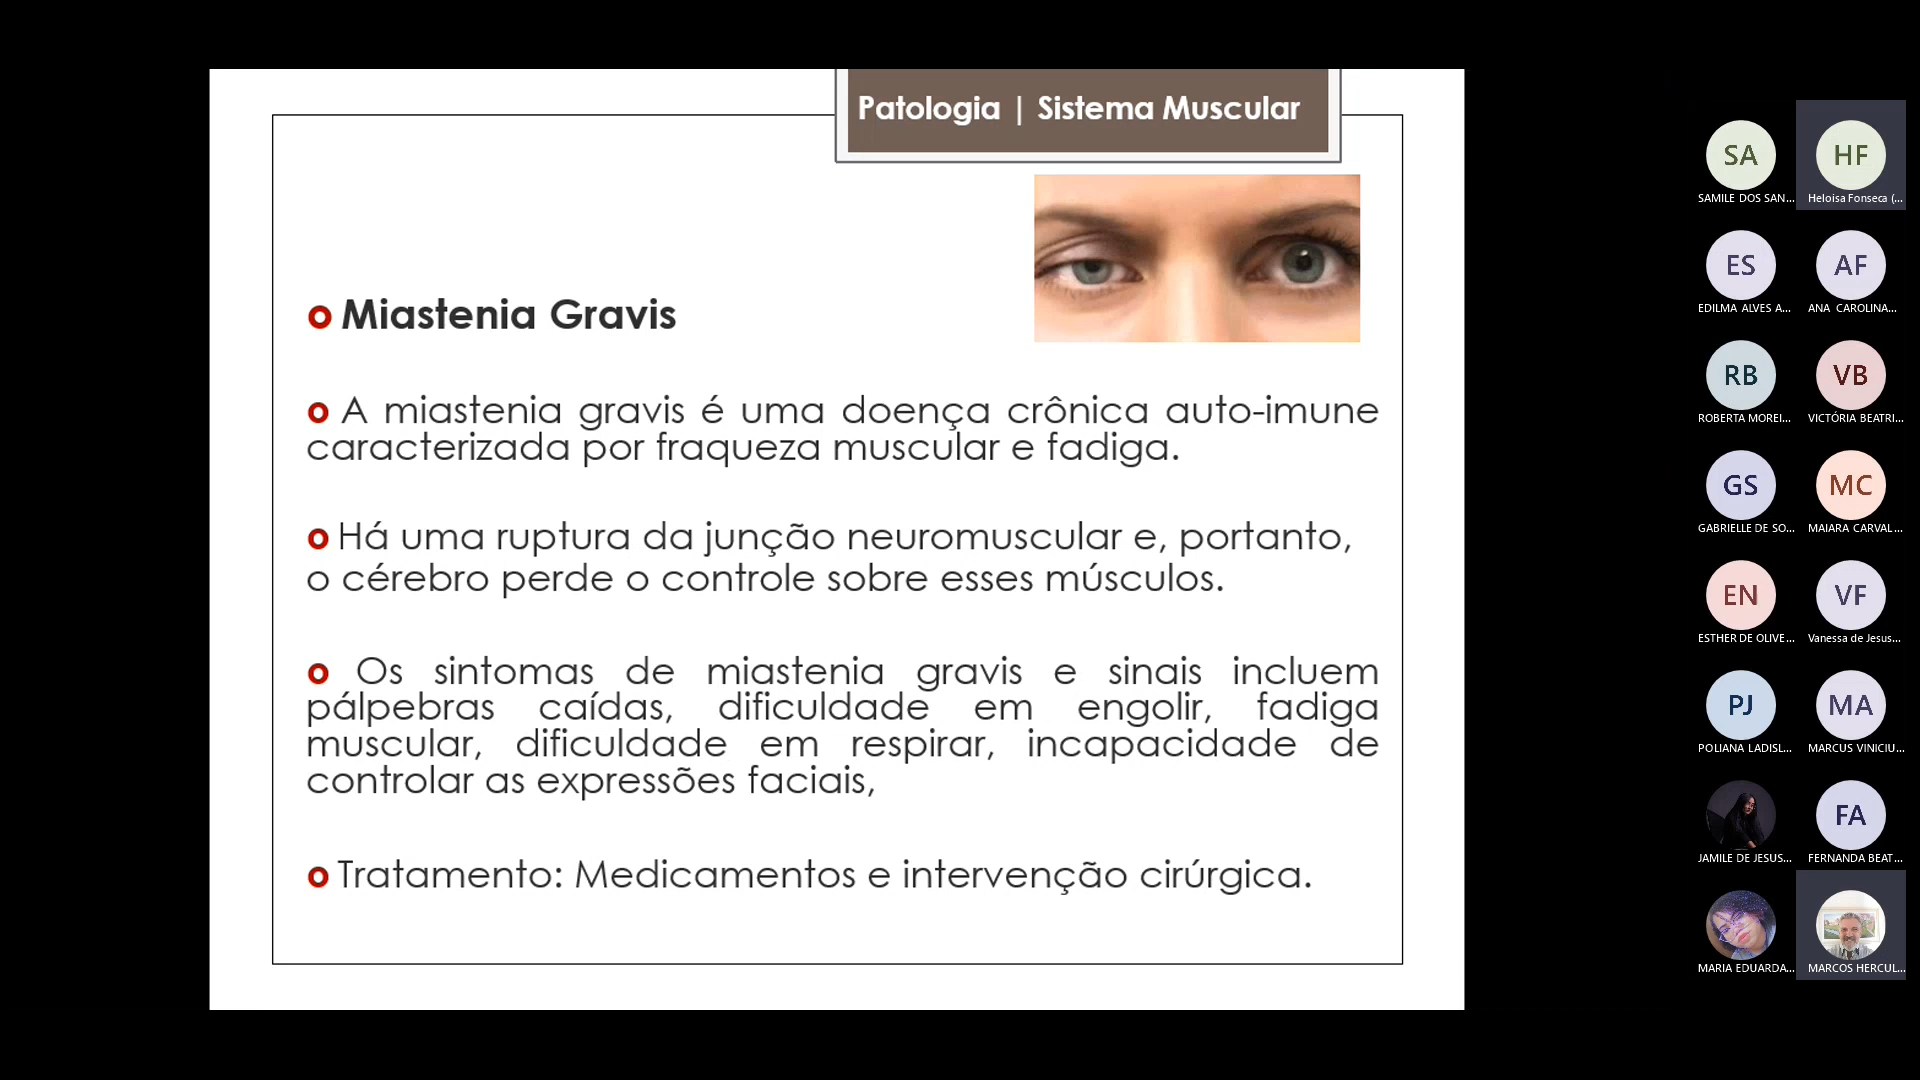 Patologia | Sistema Muscular
Miastenia Gravis
A miastenia gravis é uma doença crônica auto-imune
caracterizada por fraqueza muscular e fadiga.
Há uma ruptura da junção neuromuscular e, portanto,
o cérebro perde o controle sobre esses músculos.
Os sintomas de miastenia gravis e sinais incluem
pálpebras caídas, dificuldade em engolir, fadiga
muscular, dificuldade em respirar, incapacidade de
controlar as expressões faciais,
Tratamento: Medicamentos e intervenção cirúrgica.
SA
SAMILE DOS SAN...
HF
Heloisa Fonseca (...
ES
EDILMA ALVES A...
AF
ANA CAROLINA...
RB
ROBERTA MOREI...
VB
VICTÓRIA BEATRI...
GS
GABRIELLE DE SO...
MC
MAIARA CARVAL...
EN
ESTHER DE OLIVE...
VF
Vanessa de Jesus...
PJ
POLIANA LADISL...
MA
MARCUS VINICIU...
JAMILE DE JESUS...
FA
FERNANDA BEAT...
MARIA EDUARDA...
MARCOS HERCUL...